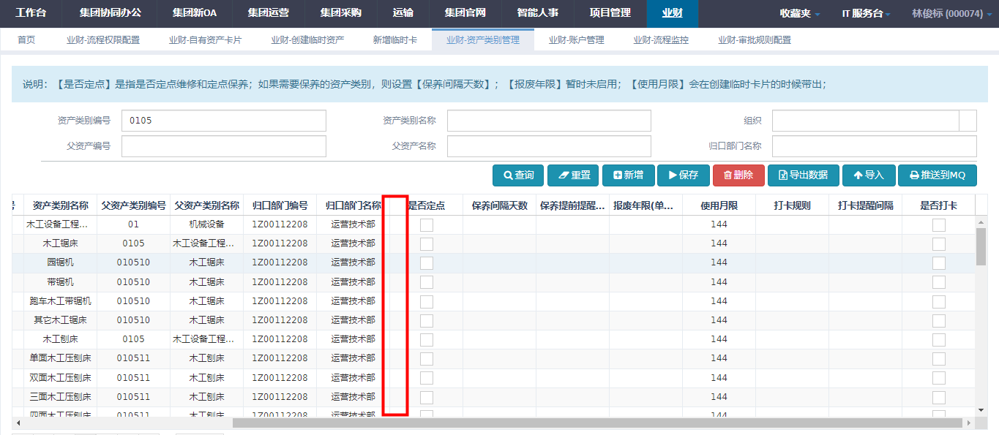 工作台 集团协同办公 集团新OA 集团运营 集团采购 运输 集团官网 智能人事 项目管理 业财 收藏夹 IT 服务台 林俊标 (000074)
首页 业财-流程权限配置 业财-自有资产卡片 业财-创建临时资产 新增临时卡 业财-资产类别管理 业财-账户管理 业财-流程监控 业财-审批规则配置
说明：【是否定点】是指是否定点维修和定点保养；如果需要保养的资产类别，则设置【保养间隔天数】；【报废年限】暂时未启用；【使用月限】会在创建临时卡片的时候带出；
资产类别编号 0105 资产类别名称 组织
父资产编号 父资产名称 归口部门名称
查询 重置 新增 保存 删除 导出数据 导入 推送到MQ
资产类别名称 父资产类别编号 父资产类别名称 归口部门编号 归口部门名称 是否定点 保养间隔天数 保养提前提醒... 报废年限(单... 使用月限 打卡规则 打卡提醒间隔 是否打卡
木工设备工程... 01 机械设备 1Z00112208 运营技术部 144
木工锯床 0105 木工设备工程... 1Z00112208 运营技术部 144
园锯机 010510 木工锯床 1Z00112208 运营技术部 144
带锯机 010510 木工锯床 1Z00112208 运营技术部 144
跑车木工带锯机 010510 木工锯床 1Z00112208 运营技术部 144
其它木工锯床 010510 木工锯床 1Z00112208 运营技术部 144
木工刨床 0105 木工设备工程... 1Z00112208 运营技术部 144
单面木工压刨床 010511 木工刨床 1Z00112208 运营技术部 144
双面木工压刨床 010511 木工刨床 1Z00112208 运营技术部 144
三面木工压刨床 010511 木工刨床 1Z00112208 运营技术部 144
四面木工压刨床 010511 木工刨床 1Z00112208 运营技术部 144